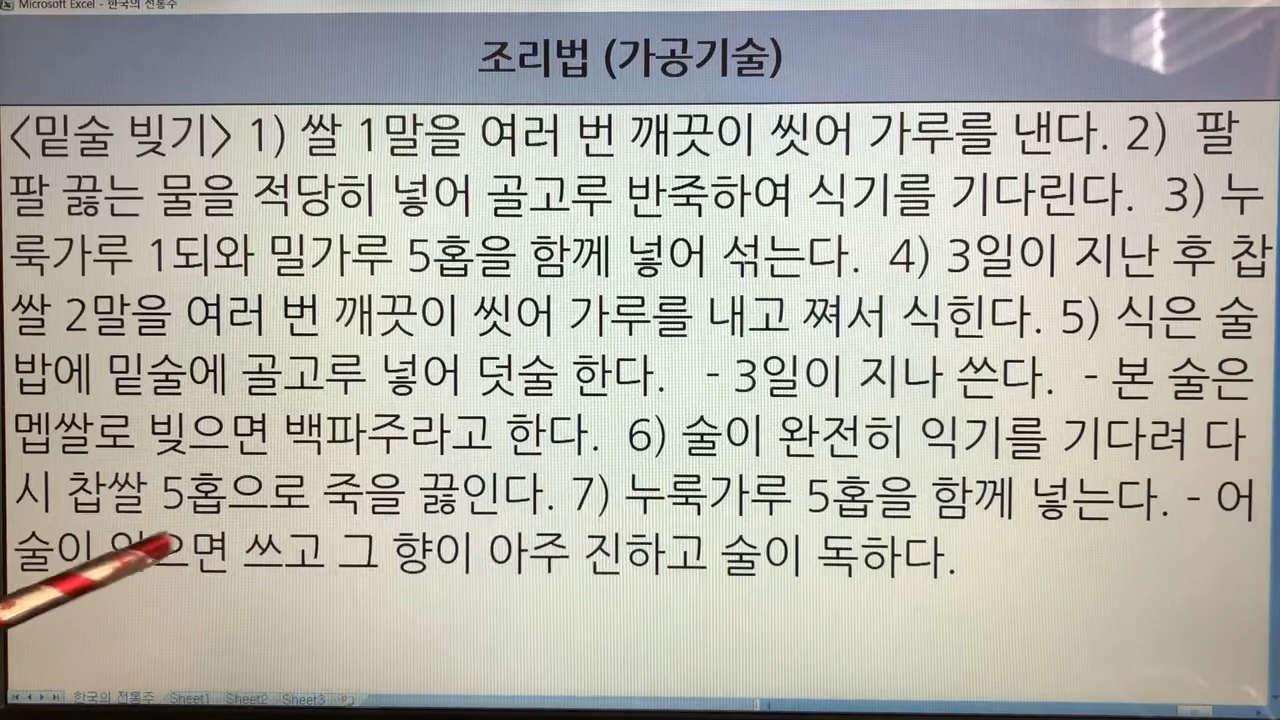 Microsoft Excel - 한국의 전통주
조리법 (가공기술)
<밑술 빚기> 1) 쌀 1말을 여러 번 깨끗이 씻어 가루를 낸다. 2) 팔
팔 끓는 물을 적당히 넣어 골고루 반죽하여 식기를 기다린다. 3) 누
룩가루 1되와 밀가루 5홉을 함께 넣어 섞는다. 4) 3일이 지난 후 찹
쌀 2말을 여러 번 깨끗이 씻어 가루를 내고 쪄서 식힌다. 5) 식은 술
밥에 밑술에 골고루 넣어 덧술 한다. - 3일이 지나 쓴다. - 본 술은
멥쌀로 빚으면 백파주라고 한다. 6) 술이 완전히 익기를 기다려 다
시 찹쌀 5홉으로 죽을 끓인다. 7) 누룩가루 5홉을 함께 넣는다. - 어
술이 쓰고 그 향이 아주 진하고 술이 독하다.
한국의 전통주 Sheet1 Sheet2 Sheet3